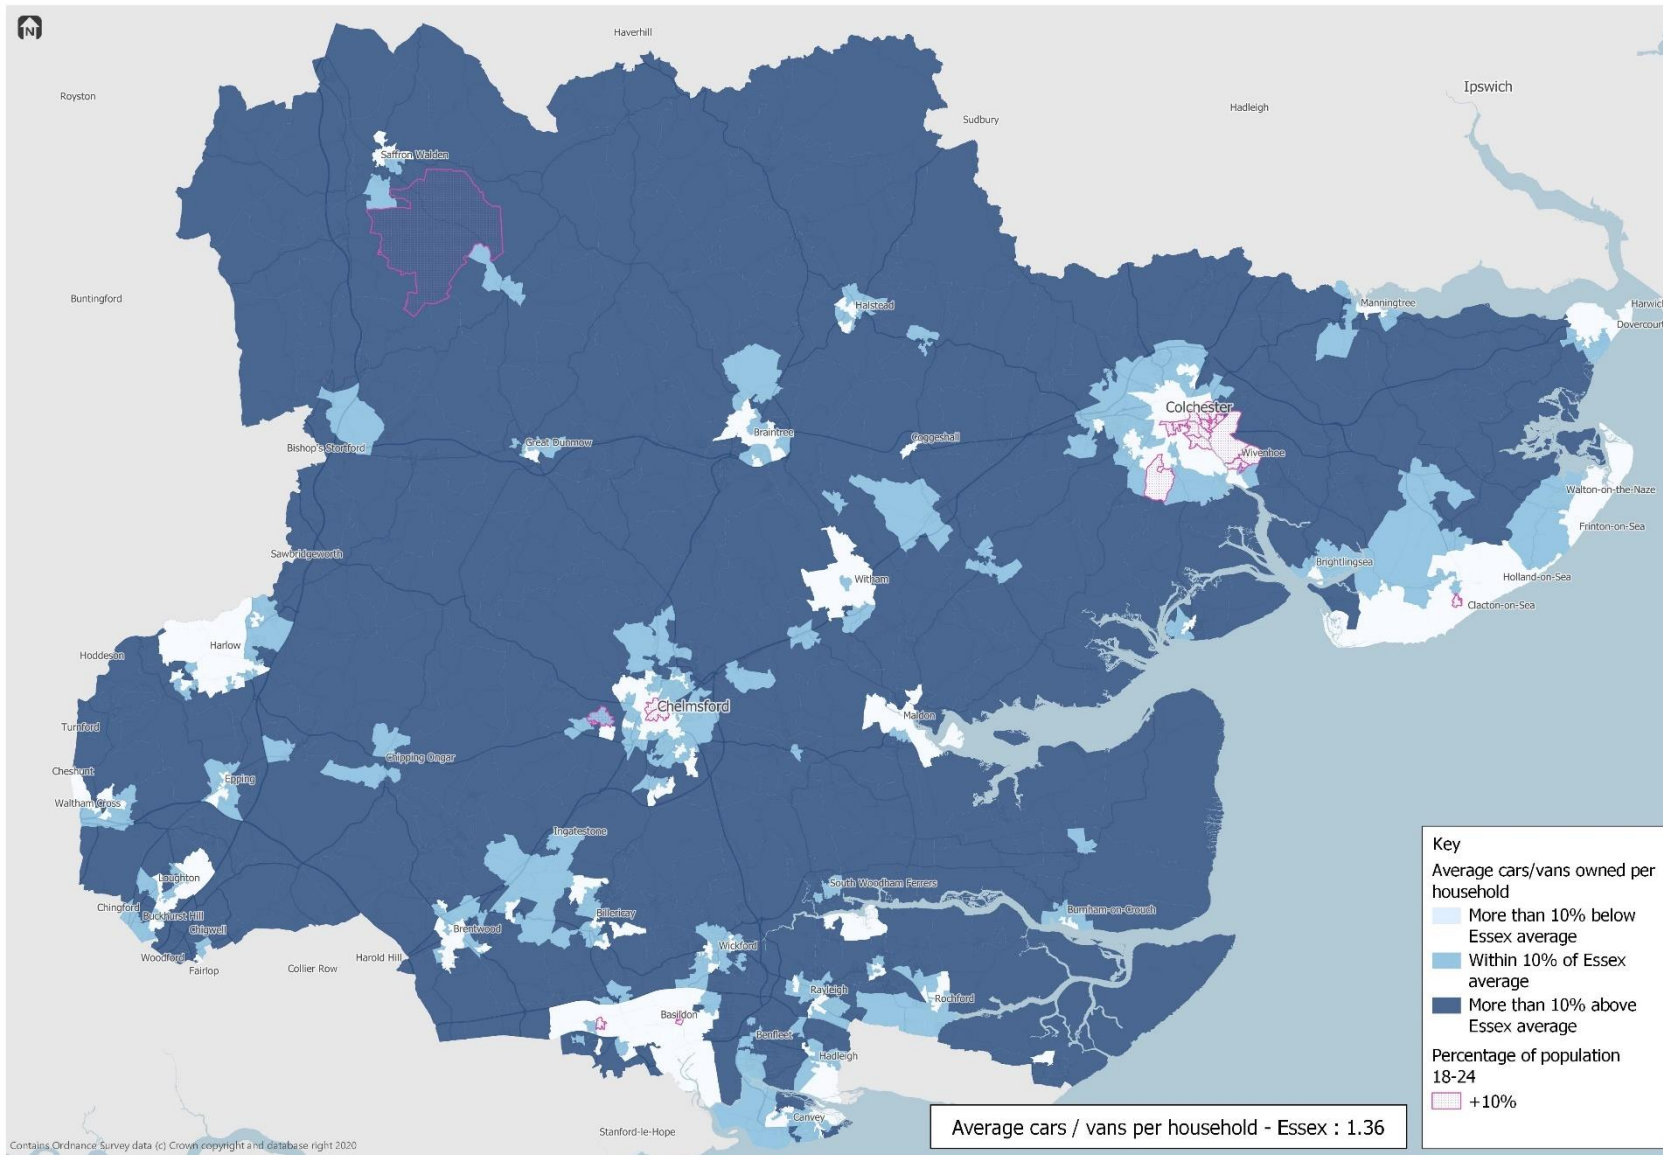 N
Haverhill
Royston
Ipswich
Hadleigh
Sudbury
Saffron Walden
Buntingford
Halstead
Manningtree
Harwich
Dovercourt
Colchester
Braintree
Great Dunmow
Coggeshall
Bishop's Stortford
Wivenhoe
Walton-on-the-Naze
Frinton-on-Sea
Sawbridgeworth
Brightlingsea
Witham
Holland-on-Sea
Clacton-on-Sea
Harlow
Hoddeson
Chelmsford
Maldon
Turnford
Chipping Ongar
Cheshunt
Epping
Waltham Cross
Ingatestone
Loughton
South Woodham Ferrers
Chingford
Buckhurst Hill
Burnham-on-Crouch
Billericay
Chigwell
Brentwood
Wickford
Woodford
Harold Hill
Fairlop
Collier Row
Rayleigh
Rochford
Basildon
Benfleet
Hadleigh
Canvey
Stanford-le-Hope
Key
Average cars/vans owned per
household
More than 10% below
Essex average
Within 10% of Essex
average
More than 10% above
Essex average
Percentage of population
18-24
+10%
Average cars / vans per household - Essex : 1.36
Contains Ordnance Survey data (c) Crown copyright and database right 2020